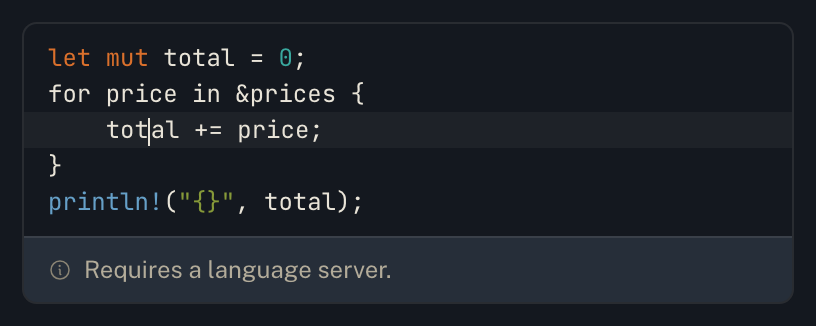 let mut total = 0;
for price in &prices {
    total += price;
}
println!("{}", total);
Requires a language server.